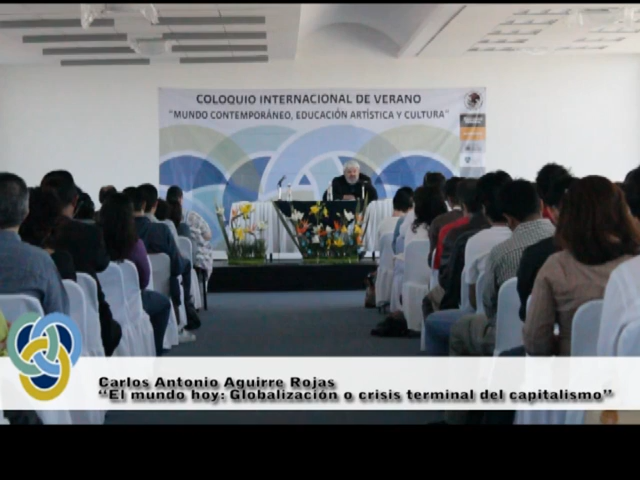 COLOQUIO INTERNACIONAL DE VERANO
"MUNDO CONTEMPORÁNEO, EDUCACIÓN ARTÍSTICA Y CULTURA"
Carlos Antonio Aguirre Rojas
"El mundo hoy: Globalización o crisis terminal del capitalismo"